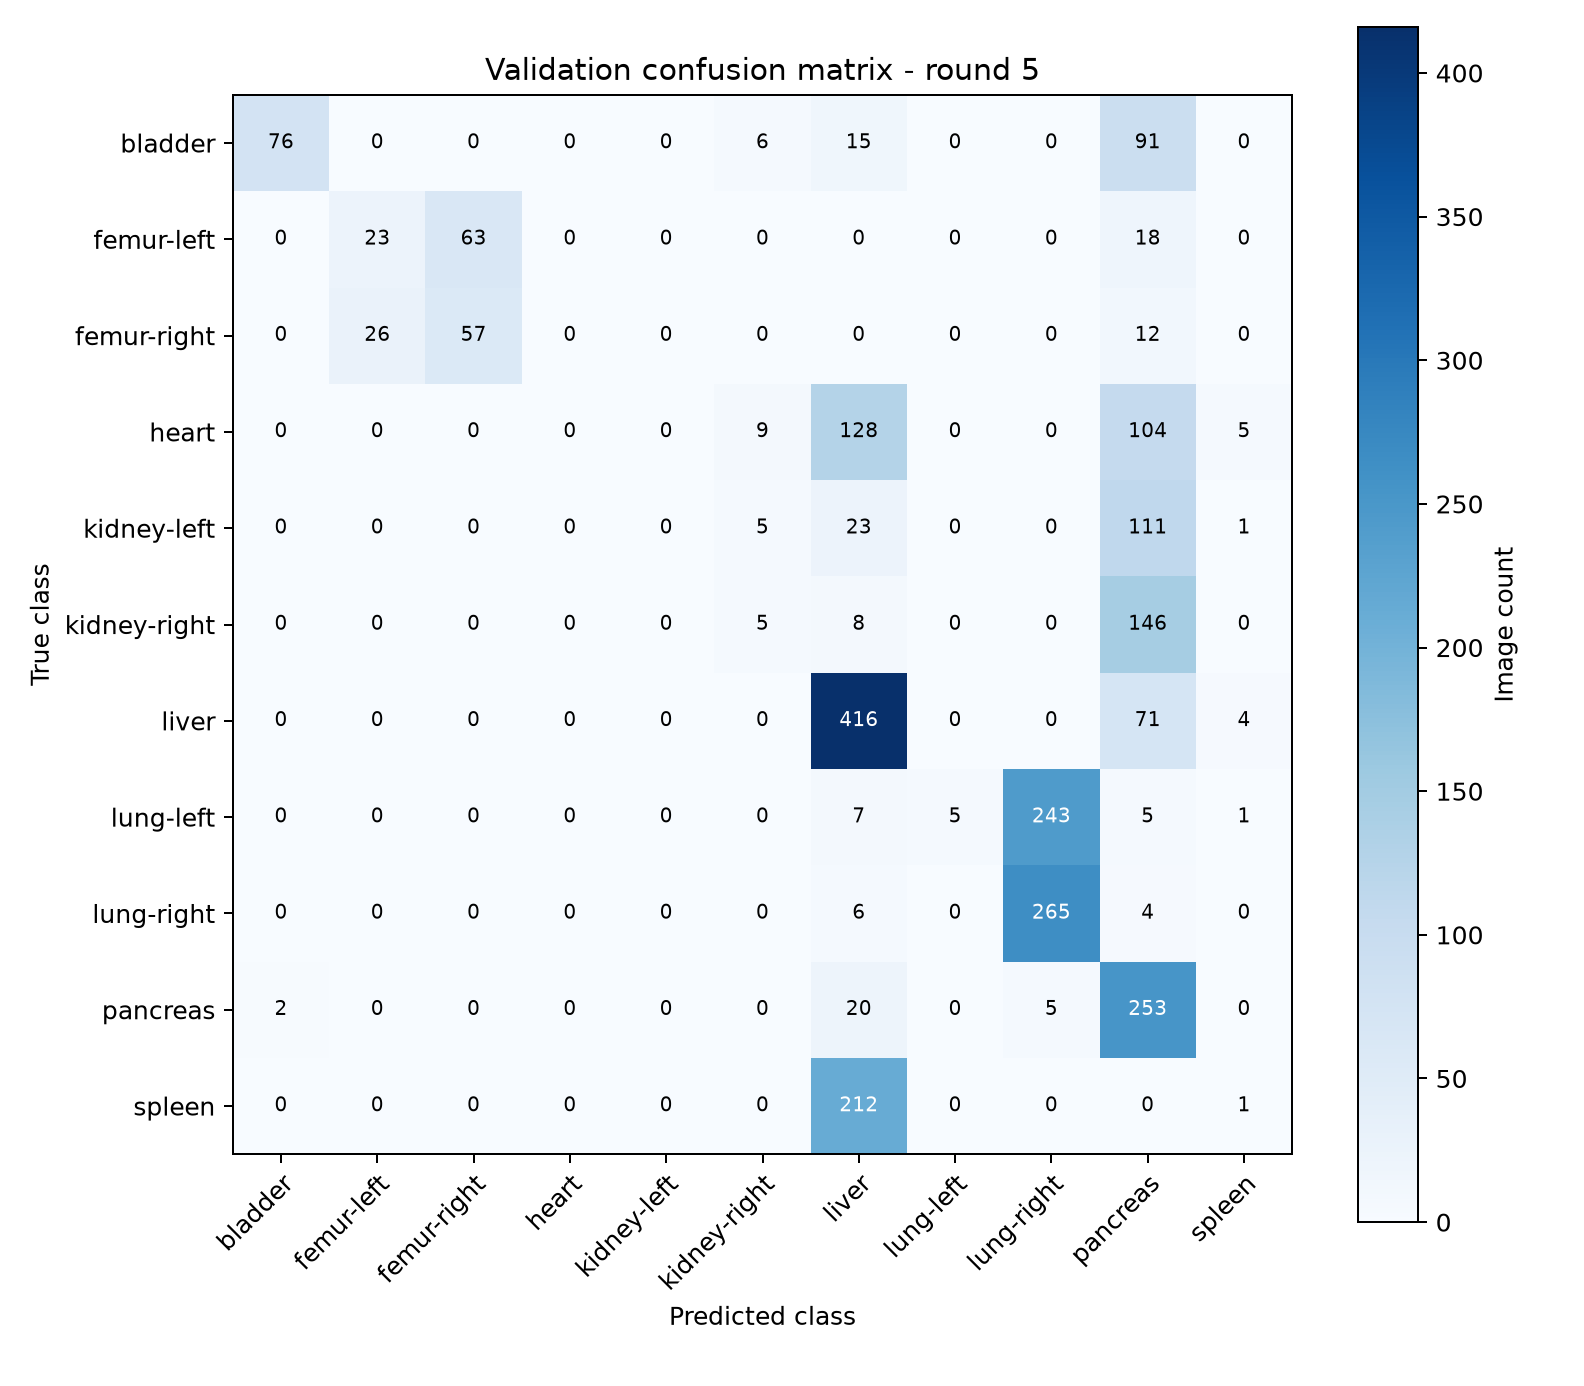 Validation confusion matrix - round 5
True class
bladder 76 0 0 0 0 6 15 0 0 91 0
femur-left 0 23 63 0 0 0 0 0 0 18 0
femur-right 0 26 57 0 0 0 0 0 0 12 0
heart 0 0 0 0 0 9 128 0 0 104 5
kidney-left 0 0 0 0 0 5 23 0 0 111 1
kidney-right 0 0 0 0 0 5 8 0 0 146 0
liver 0 0 0 0 0 0 416 0 0 71 4
lung-left 0 0 0 0 0 0 7 5 243 5 1
lung-right 0 0 0 0 0 0 6 0 265 4 0
pancreas 2 0 0 0 0 0 20 0 5 253 0
spleen 0 0 0 0 0 0 212 0 0 0 1
bladder femur-left femur-right heart kidney-left kidney-right liver lung-left lung-right pancreas spleen
Predicted class
400
350
300
250
200
150
100
50
0
Image count